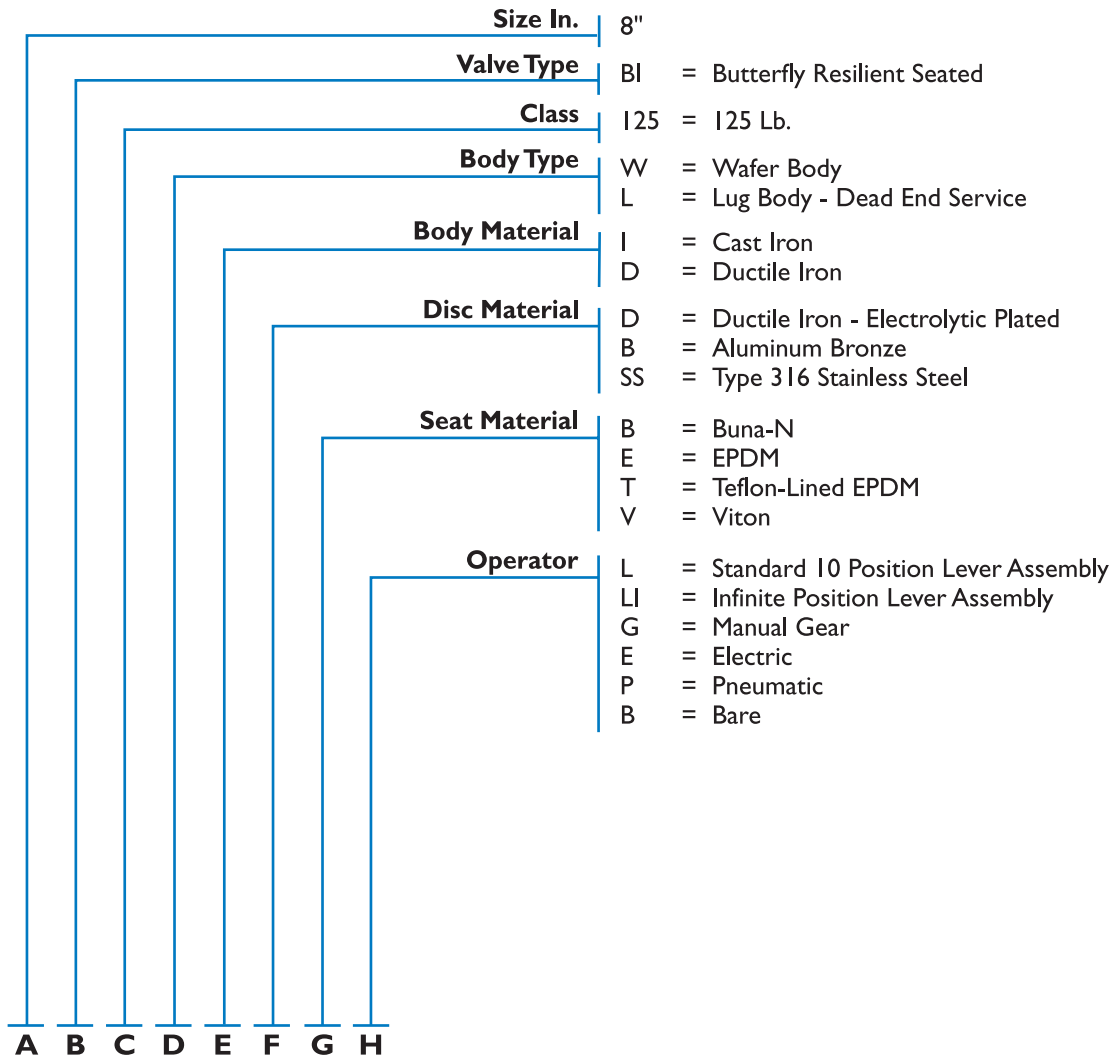 Size In. 8"
Valve Type BI = Butterfly Resilient Seated
Class 125 = 125 Lb.
Body Type W = Wafer Body
L = Lug Body - Dead End Service
Body Material I = Cast Iron
D = Ductile Iron
Disc Material D = Ductile Iron - Electrolytic Plated
B = Aluminum Bronze
SS = Type 316 Stainless Steel
Seat Material B = Buna-N
E = EPDM
T = Teflon-Lined EPDM
V = Viton
Operator L = Standard 10 Position Lever Assembly
LI = Infinite Position Lever Assembly
G = Manual Gear
E = Electric
P = Pneumatic
B = Bare
A B C D E F G H